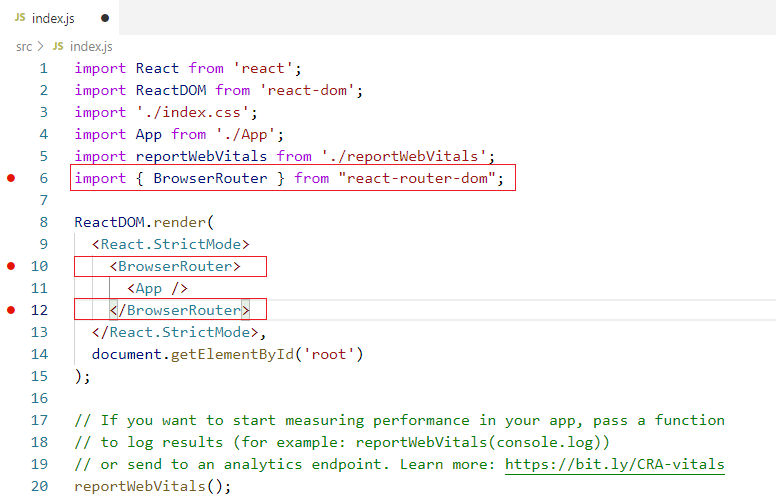 JS index.js
src > JS index.js
1 import React from 'react';
2 import ReactDOM from 'react-dom';
3 import './index.css';
4 import App from './App';
5 import reportWebVitals from './reportWebVitals';
6 import { BrowserRouter } from "react-router-dom";
7
8 ReactDOM.render(
9   <React.StrictMode>
10     <BrowserRouter>
11       <App />
12     </BrowserRouter>
13   </React.StrictMode>,
14   document.getElementById('root')
15 );
16
17 // If you want to start measuring performance in your app, pass a function
18 // to log results (for example: reportWebVitals(console.log))
19 // or send to an analytics endpoint. Learn more: https://bit.ly/CRA-vitals
20 reportWebVitals();